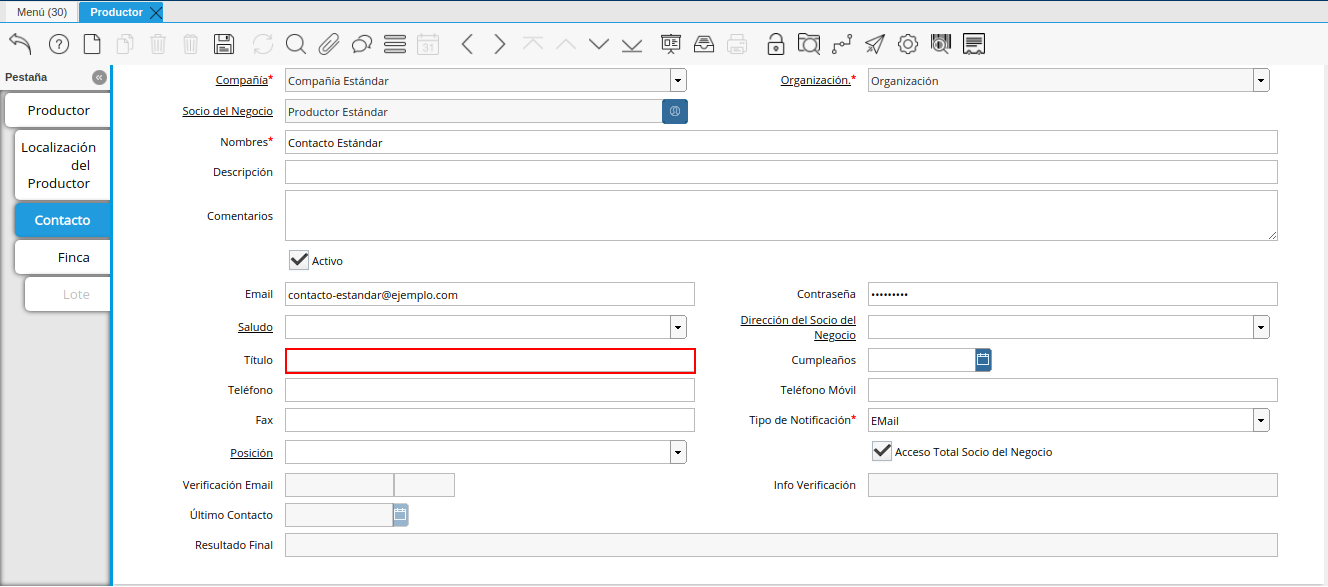 Menú (30)
Productor
Pestaña
Productor
Localización
del
Productor
Contacto
Finca
Lote
31
Compañía*
Compañía Estándar
Organización.*
Organización
Socio del Negocio
Productor Estándar
Nombres*
Contacto Estándar
Descripción
Comentarios
Activo
Email
contacto-estandar@ejemplo.com
Contraseña
•••••••••
Saludo
Dirección del Socio del
Negocio
Título
Cumpleaños
Teléfono
Teléfono Móvil
Fax
Tipo de Notificación*
EMail
Posición
Acceso Total Socio del Negocio
Verificación Email
Info Verificación
Último Contacto
Resultado Final